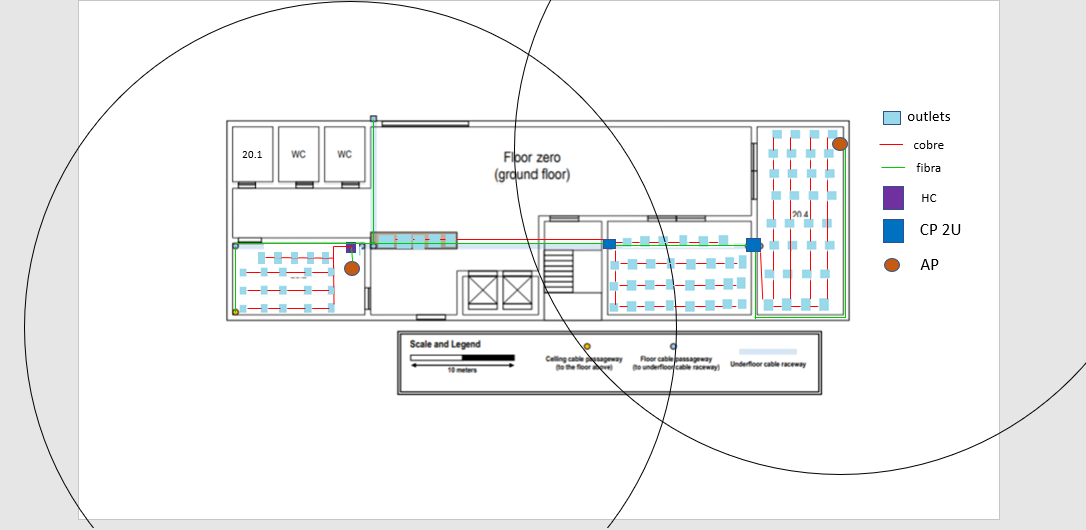 outlets
cobre
fibra
HC
CP 2U
AP
20.1
WC
WC
Floor zero
(ground floor)
20.4
Scale and Legend
10 meters
Ceiling cable passageway
(to the floor above)
Floor cable passageway
(to underfloor cable raceway)
Underfloor cable raceway